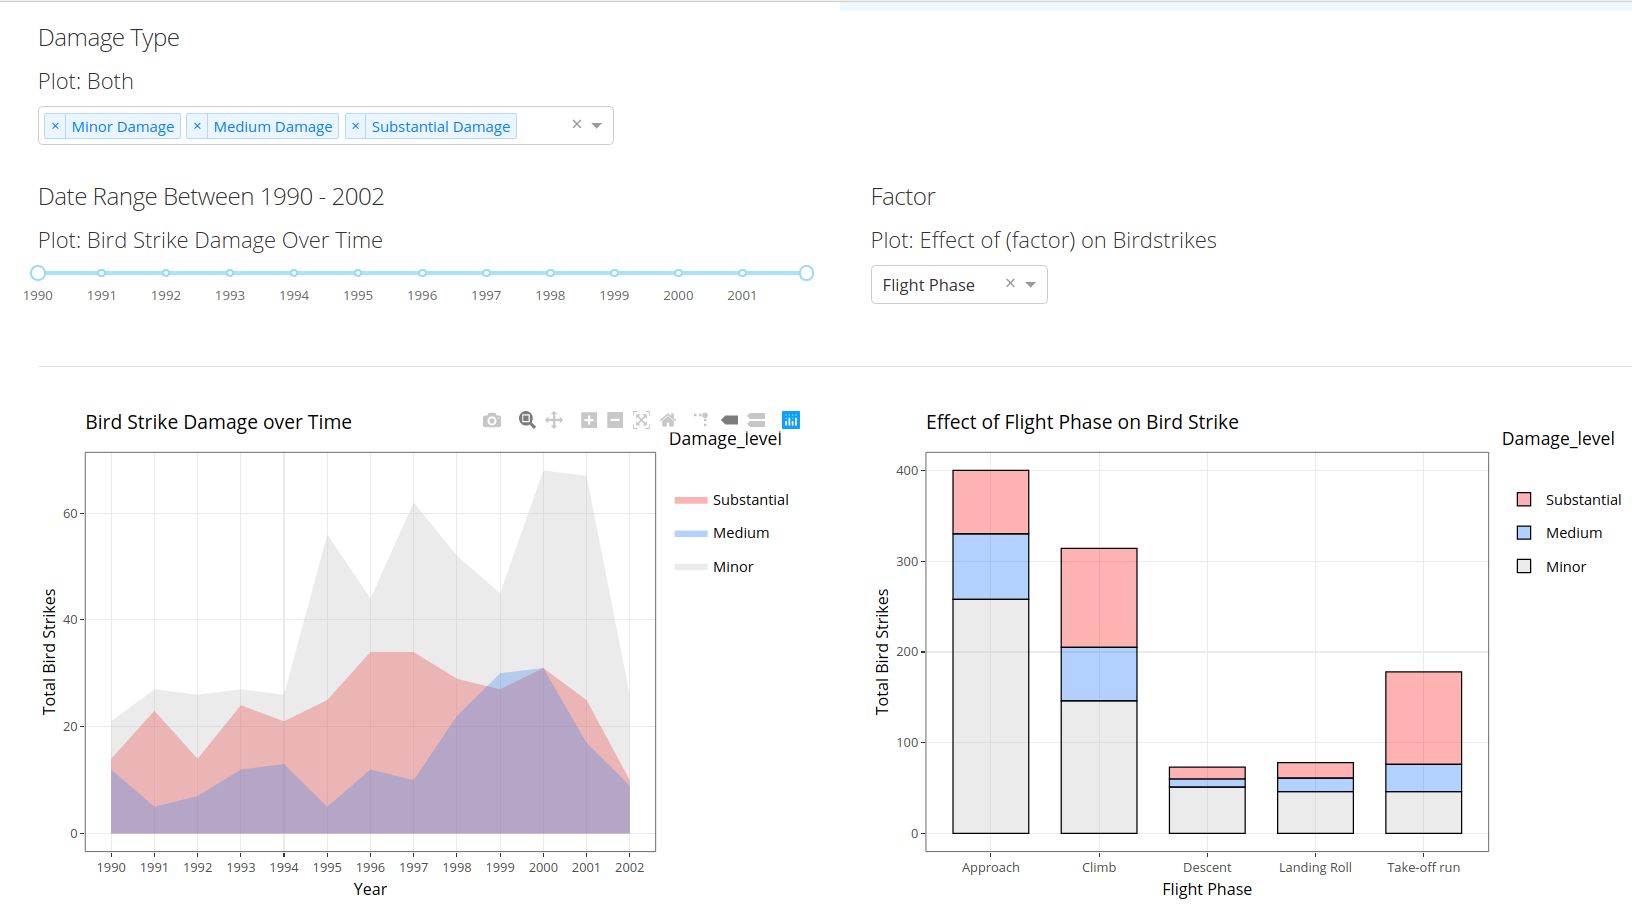 Damage Type
Plot: Both
× Minor Damage × Medium Damage × Substantial Damage ×
Date Range Between 1990 - 2002
Plot: Bird Strike Damage Over Time
1990 1991 1992 1993 1994 1995 1996 1997 1998 1999 2000 2001
Factor
Plot: Effect of (factor) on Birdstrikes
Flight Phase ×
Bird Strike Damage over Time
Damage_level
Substantial
Medium
Minor
Total Bird Strikes
60
40
20
0
1990 1991 1992 1993 1994 1995 1996 1997 1998 1999 2000 2001 2002
Year
Effect of Flight Phase on Bird Strike
Damage_level
Substantial
Medium
Minor
Total Bird Strikes
400
300
200
100
0
Approach Climb Descent Landing Roll Take-off run
Flight Phase